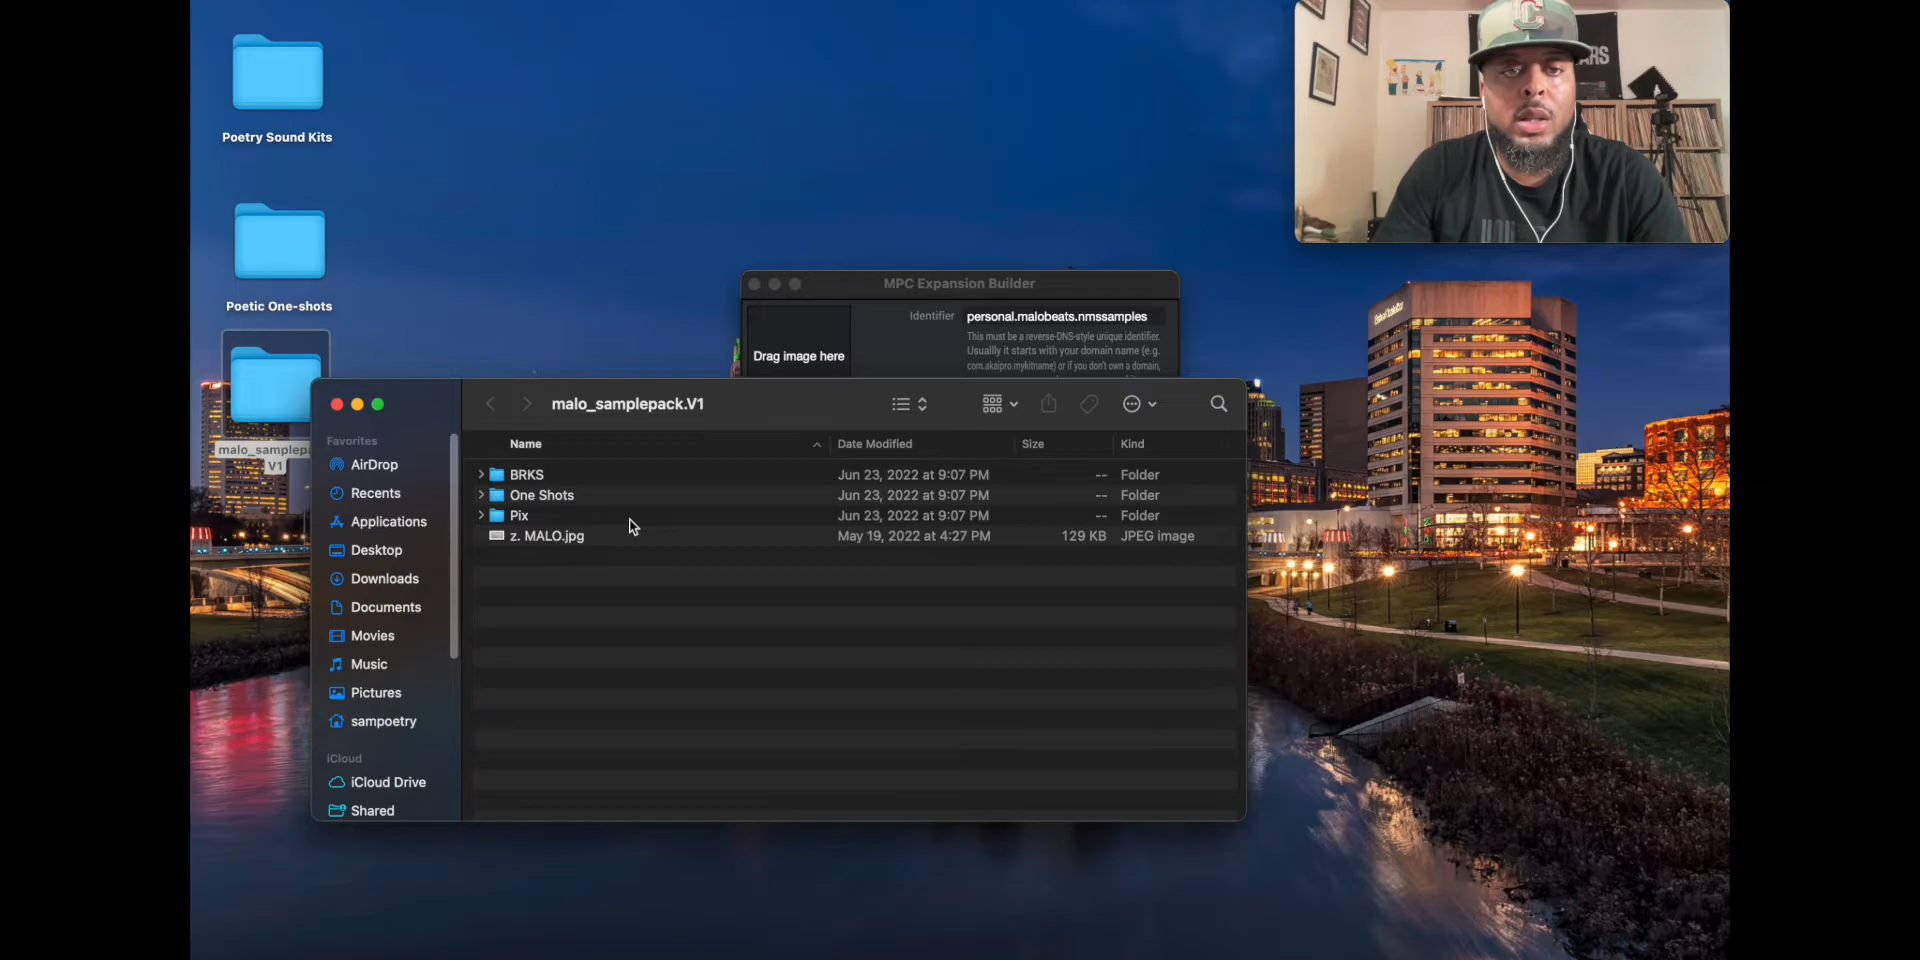 Poetry Sound Kits
Poetic One-shots
malo_samplepa
V1
MPC Expansion Builder
Drag image here
Identifier
personal.malobeats.nmssamples
This must be a reverse-DNS-style unique identifier.
Usuallly it starts with your domain name (e.g.
com.akaipro.mykitname) or if you don't own a domain,
malo_samplepack.V1
Name Date Modified Size Kind
BRKS Jun 23, 2022 at 9:07 PM -- Folder
One Shots Jun 23, 2022 at 9:07 PM -- Folder
Pix Jun 23, 2022 at 9:07 PM -- Folder
z. MALO.jpg May 19, 2022 at 4:27 PM 129 KB JPEG image
Favorites
AirDrop
Recents
Applications
Desktop
Downloads
Documents
Movies
Music
Pictures
sampoetry
iCloud
iCloud Drive
Shared
C